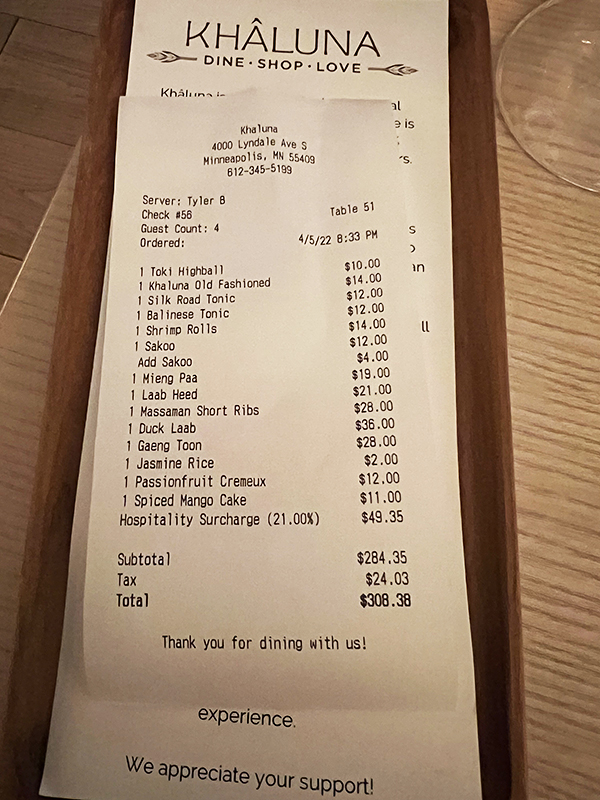 KHÂLUNA
DINE · SHOP · LOVE
Khâluna is
al
e is
rs.
s
an
ll
Khaluna
4000 Lyndale Ave S
Minneapolis, MN 55409
612-345-5199
Server: Tyler B
Check #56 Table 51
Guest Count: 4
Ordered: 4/5/22 8:33 PM
1 Toki Highball $10.00
1 Khaluna Old Fashioned $14.00
1 Silk Road Tonic $12.00
1 Balinese Tonic $12.00
1 Shrimp Rolls $14.00
1 Sakoo $12.00
Add Sakoo $4.00
1 Mieng Paa $19.00
1 Laab Heed $21.00
1 Massaman Short Ribs $28.00
1 Duck Laab $36.00
1 Gaeng Toon $28.00
1 Jasmine Rice $2.00
1 Passionfruit Cremeux $12.00
1 Spiced Mango Cake $11.00
Hospitality Surcharge (21.00%) $49.35
Subtotal $284.35
Tax $24.03
Total $308.38
Thank you for dining with us!
experience.
We appreciate your support!